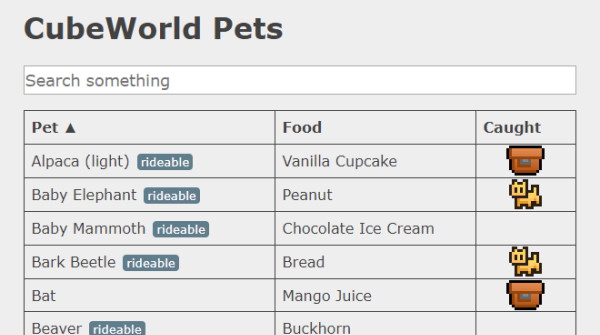 CubeWorld Pets
Search something
Pet ▲ Food Caught
Alpaca (light) rideable Vanilla Cupcake
Baby Elephant rideable Peanut
Baby Mammoth rideable Chocolate Ice Cream
Bark Beetle rideable Bread
Bat Mango Juice
Beaver rideable Buckhorn